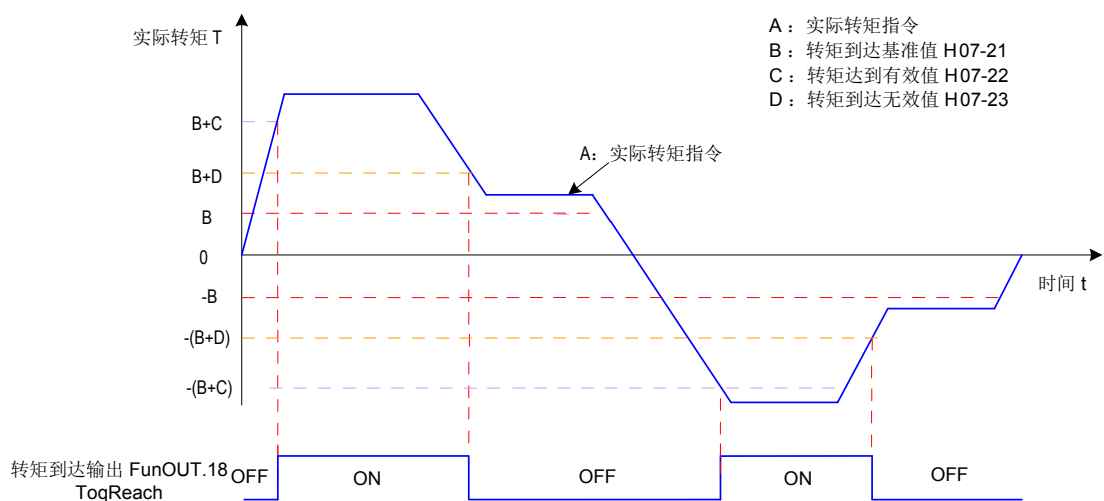 实际转矩 T
A：实际转矩指令
B：转矩到达基准值 H07-21
C：转矩达到有效值 H07-22
D：转矩到达无效值 H07-23
B+C
A：实际转矩指令
B+D
B
0
时间 t
-B
-(B+D)
-(B+C)
转矩到达输出 FunOUT.18
TogReach
OFF
ON
OFF
ON
OFF